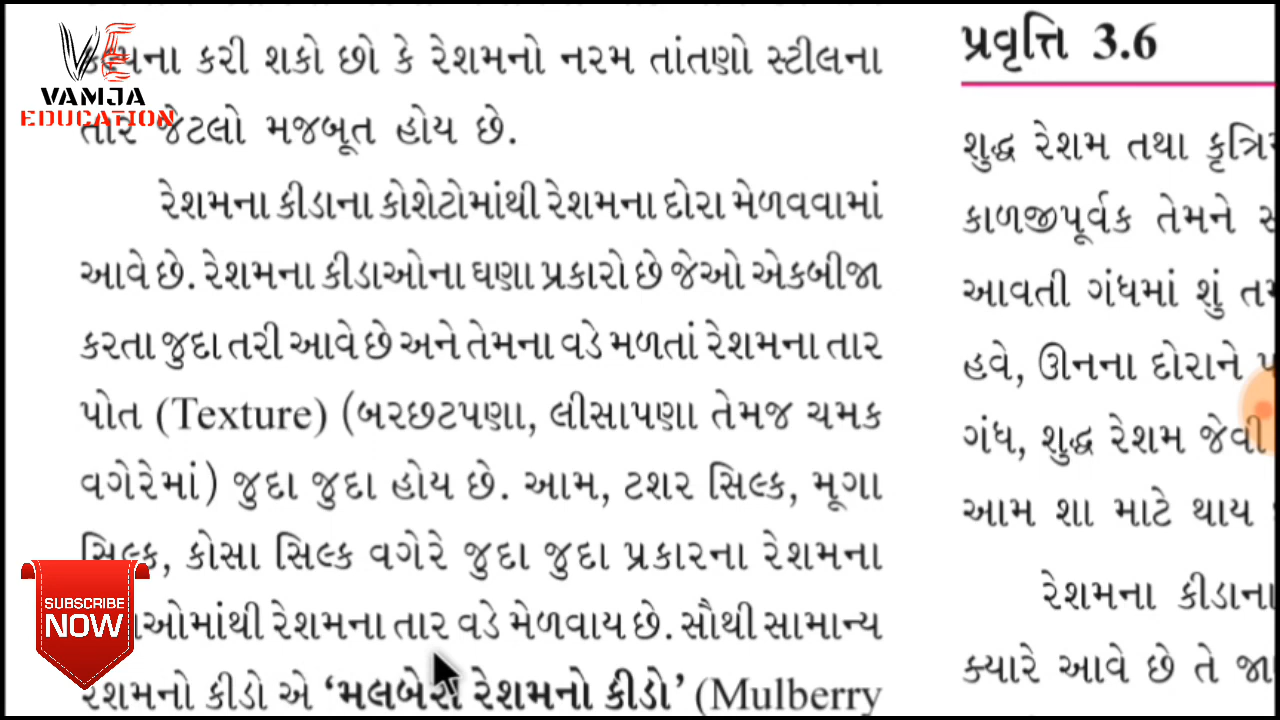 VAMJA
EDUCATION
કરી શકો છો કે રેશમનો નરમ તાંતણો સ્ટીલના
તાર જેટલો મજબૂત હોય છે.
રેશમના કીડાના કોશેટોમાંથી રેશમના દોરા મેળવવામાં
આવે છે. રેશમના કીડાઓના ઘણા પ્રકારો છે જેઓ એકબીજા
કરતા જુદા તરી આવે છે અને તેમના વડે મળતાં રેશમના તાર
પોત (Texture) (બરછટપણા, લીસાપણા તેમજ ચમક
વગેરેમાં) જુદા જુદા હોય છે. આમ, ટશર સિલ્ક, મૂગા
સિલ્ક, કોસા સિલ્ક વગેરે જુદા જુદા પ્રકારના રેશમના
રેશમના તાર વડે મેળવાય છે. સૌથી સામાન્ય
રેશમનો કીડો એ ‘મલબેરી રેશમનો કીડો’ (Mulberry
SUBSCRIBE
NOW
પ્રવૃત્તિ 3.6
શુદ્ધ રેશમ તથા
કાળજીપૂર્વક તેમને
આવતી ગંધમાં શું
હવે, ઊનના દોરાને
ગંધ, શુદ્ધ રેશમ જેવી
આમ શા માટે થાય
રેશમના કીડાના
ક્યારે આવે છે તે